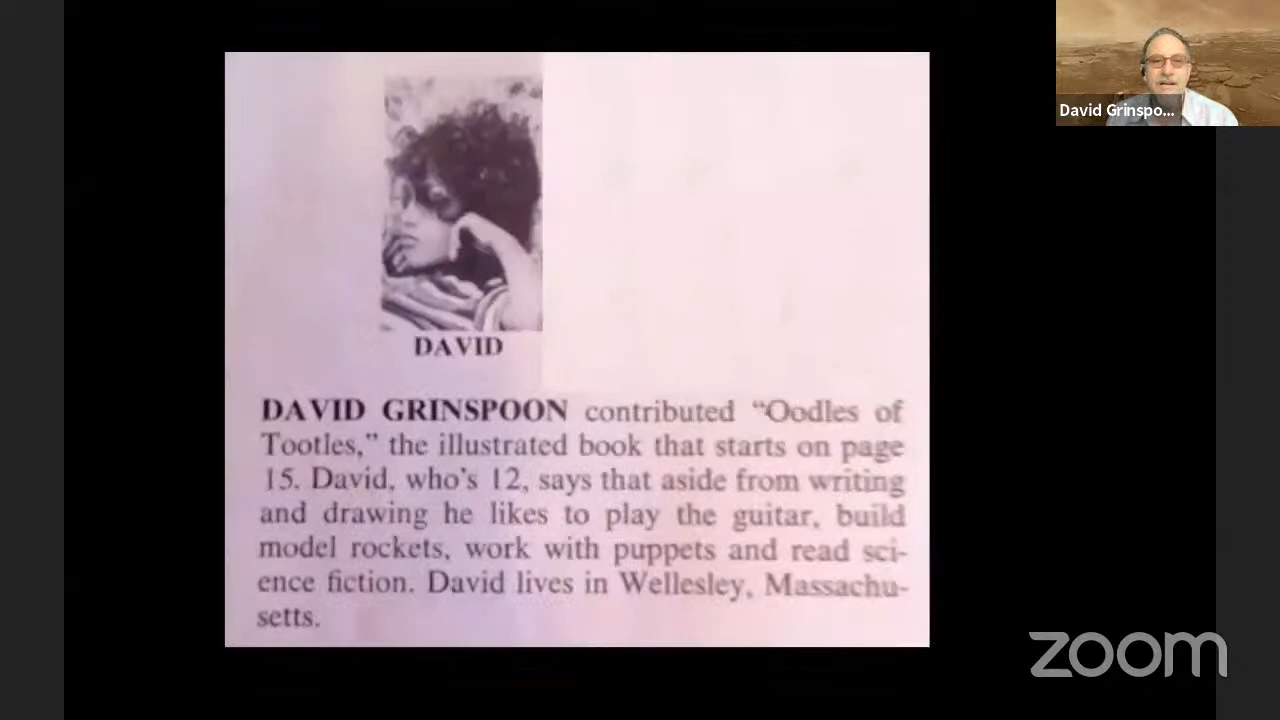 David Grinspo...
DAVID
DAVID GRINSPOON contributed “Oodles of
Tootles,” the illustrated book that starts on page
15. David, who's 12, says that aside from writing
and drawing he likes to play the guitar, build
model rockets, work with puppets and read sci-
ence fiction. David lives in Wellesley, Massachu-
setts.
zoom